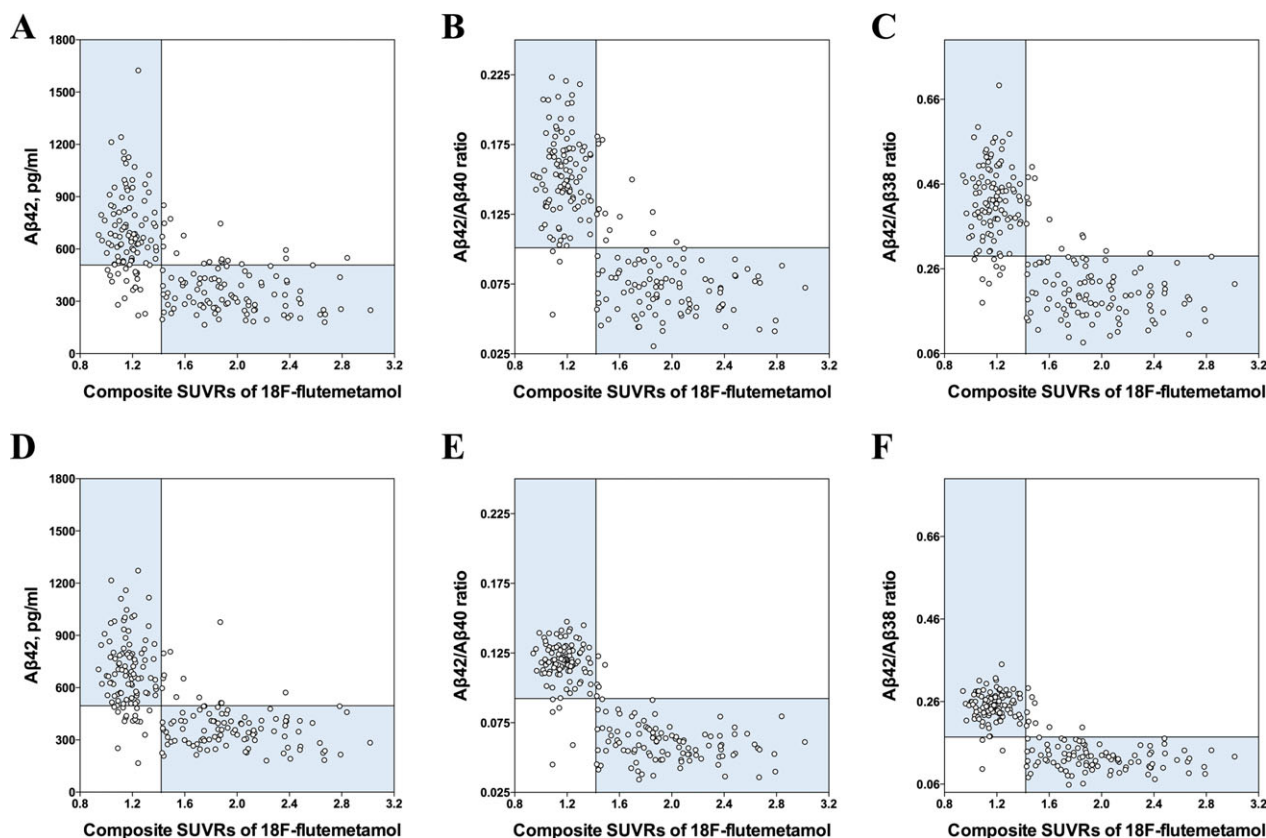 A
B
C
1800
1500
1200
900
600
300
0
Aβ42, pg/ml
0.8 1.2 1.6 2.0 2.4 2.8 3.2
Composite SUVRs of 18F-flutemetamol
0.225
0.175
0.125
0.075
0.025
Aβ42/Aβ40 ratio
0.8 1.2 1.6 2.0 2.4 2.8 3.2
Composite SUVRs of 18F-flutemetamol
0.66
0.46
0.26
0.06
Aβ42/Aβ38 ratio
0.8 1.2 1.6 2.0 2.4 2.8 3.2
Composite SUVRs of 18F-flutemetamol
D
E
F
1800
1500
1200
900
600
300
0
Aβ42, pg/ml
0.8 1.2 1.6 2.0 2.4 2.8 3.2
Composite SUVRs of 18F-flutemetamol
0.225
0.175
0.125
0.075
0.025
Aβ42/Aβ40 ratio
0.8 1.2 1.6 2.0 2.4 2.8 3.2
Composite SUVRs of 18F-flutemetamol
0.66
0.46
0.26
0.06
Aβ42/Aβ38 ratio
0.8 1.2 1.6 2.0 2.4 2.8 3.2
Composite SUVRs of 18F-flutemetamol